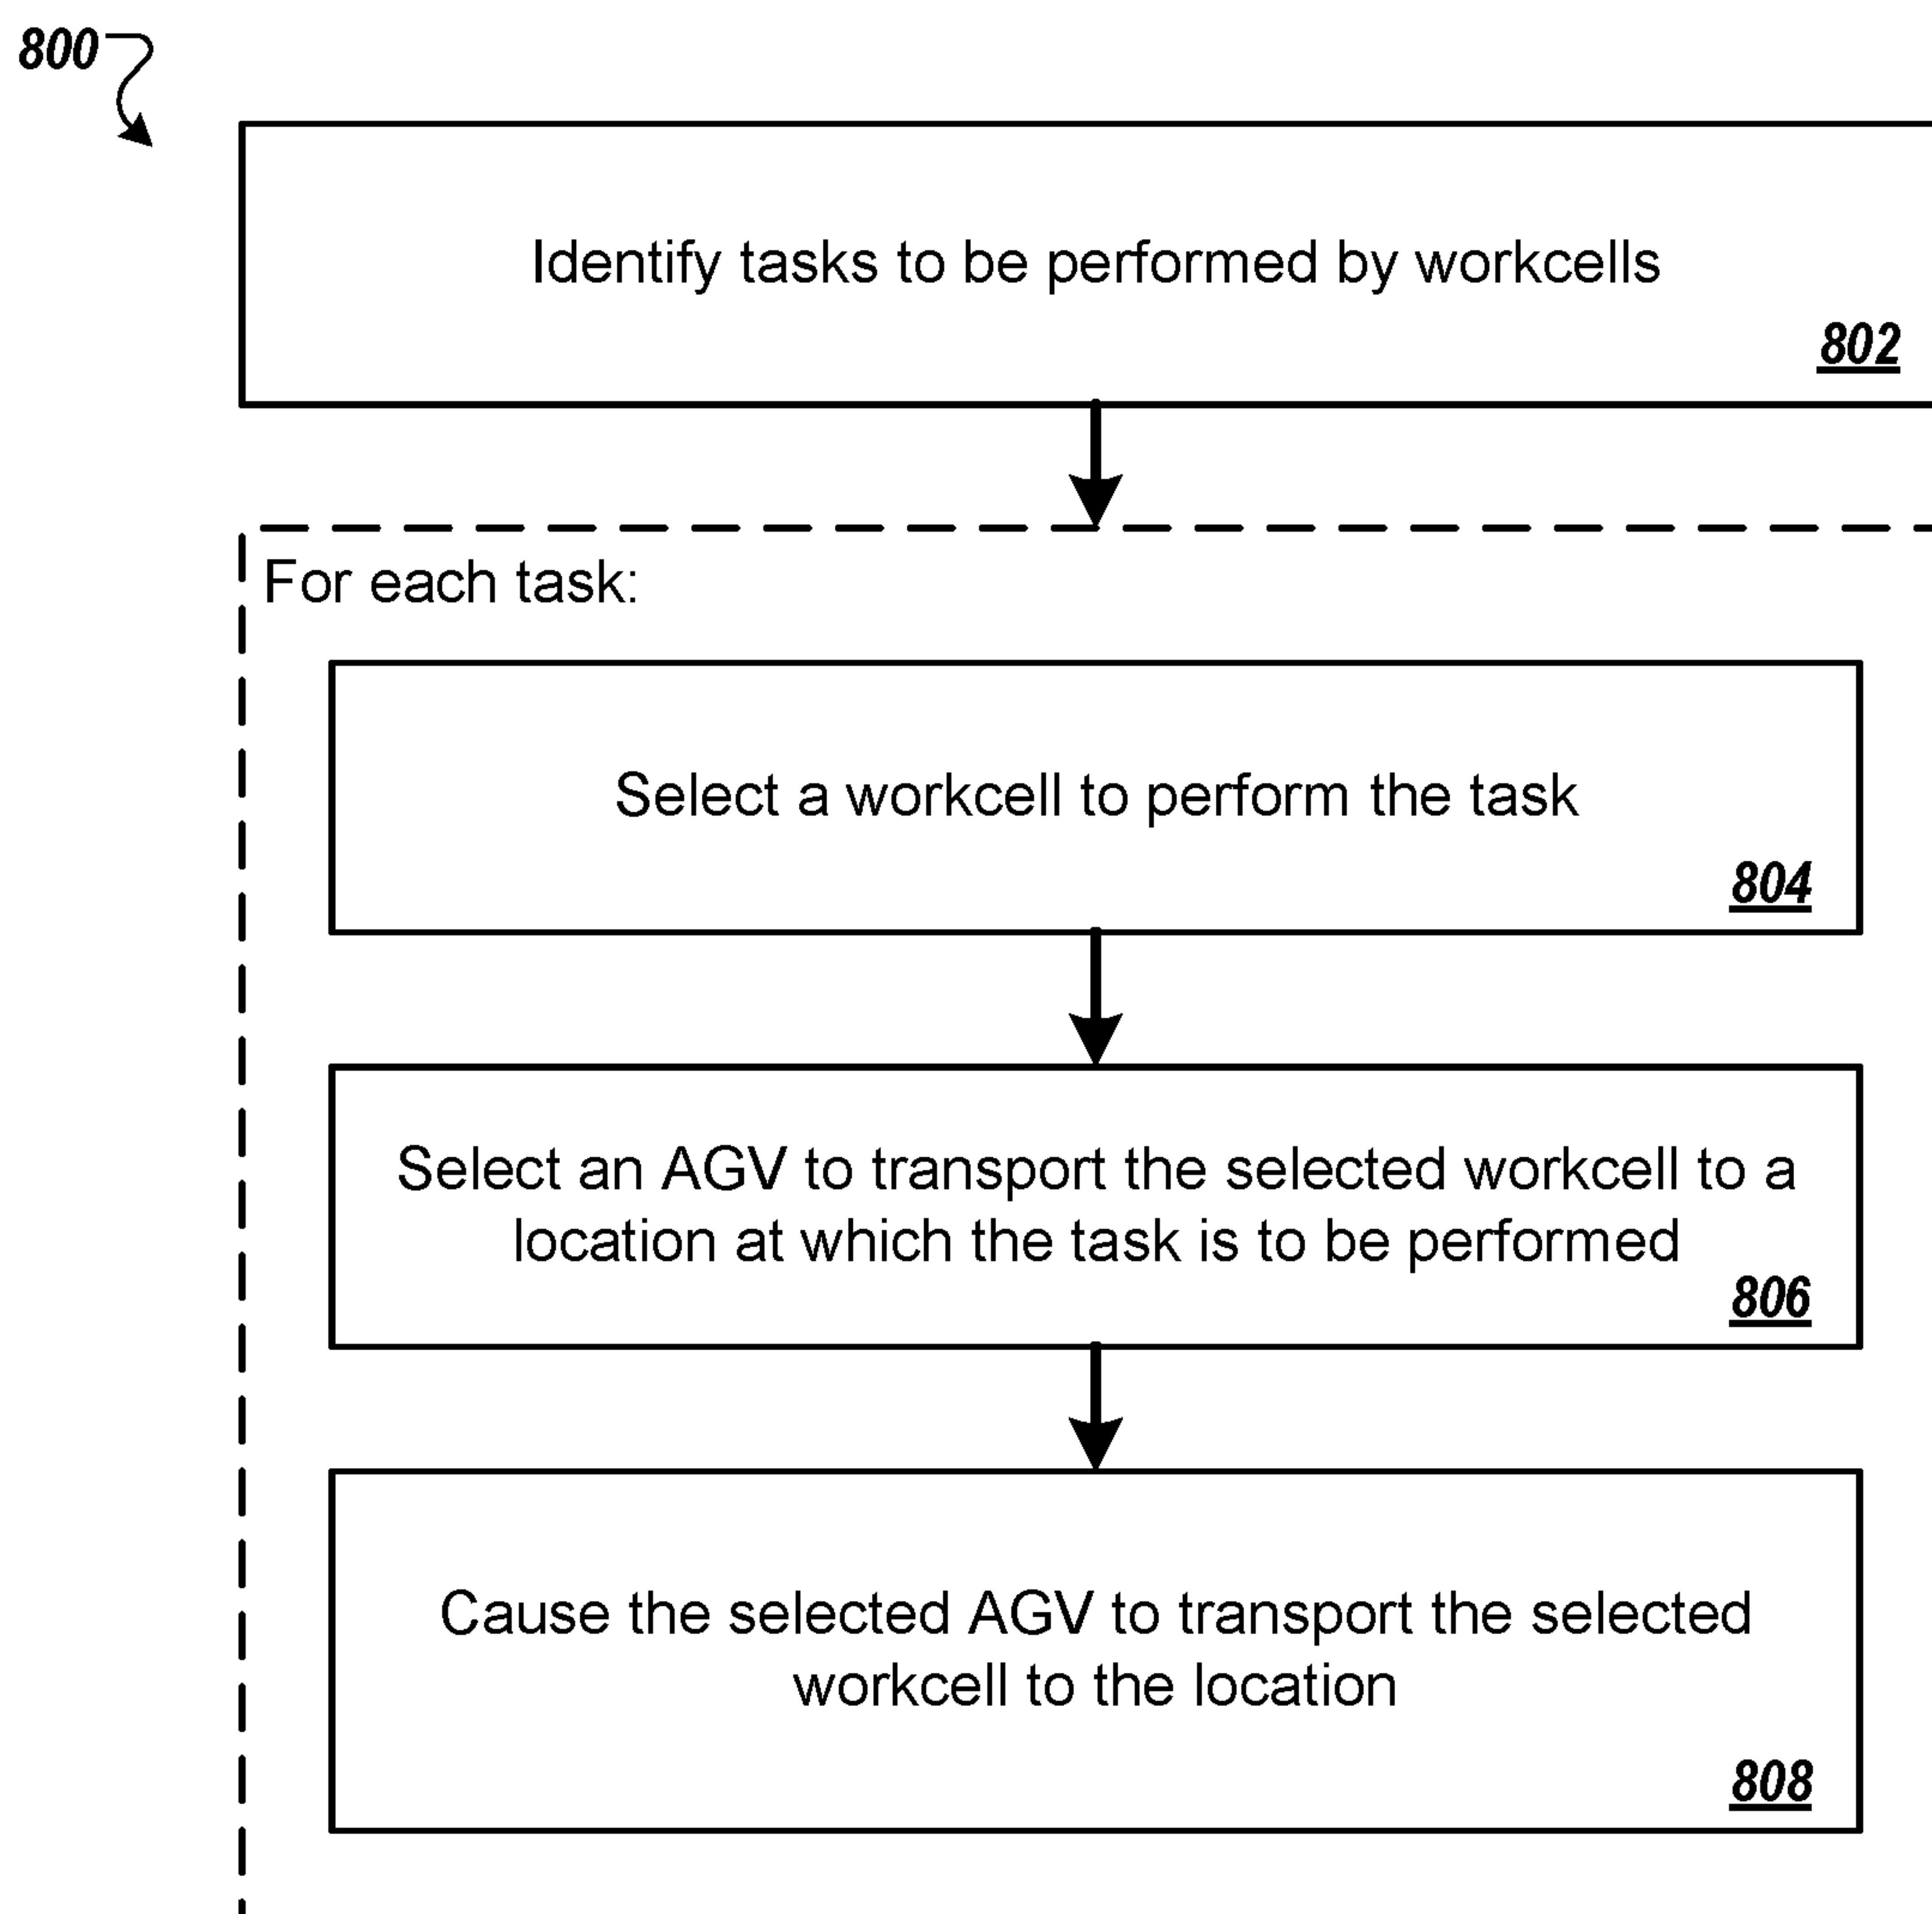 800
Identify tasks to be performed by workcells
802
For each task:
Select a workcell to perform the task
804
Select an AGV to transport the selected workcell to a
location at which the task is to be performed
806
Cause the selected AGV to transport the selected
workcell to the location
808